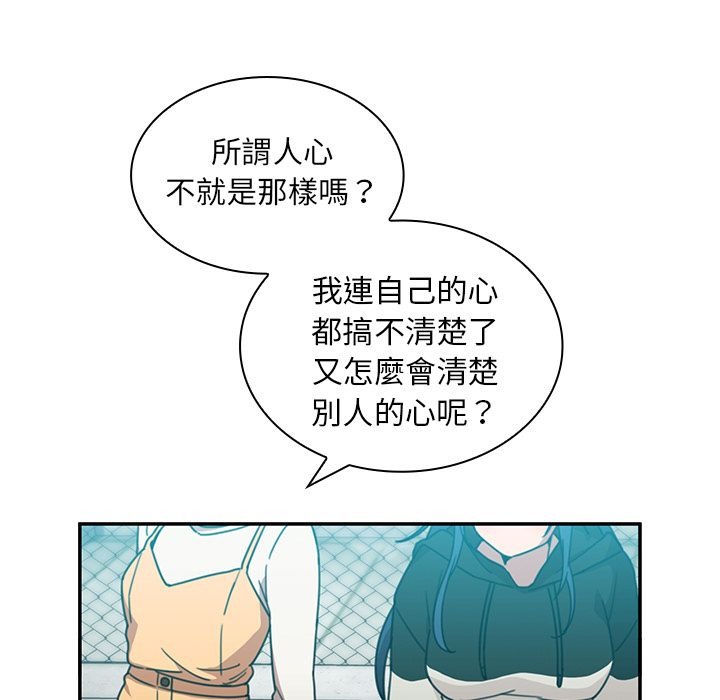 所謂人心
不就是那樣嗎？
我連自己的心
都搞不清楚了
又怎麼會清楚
別人的心呢？